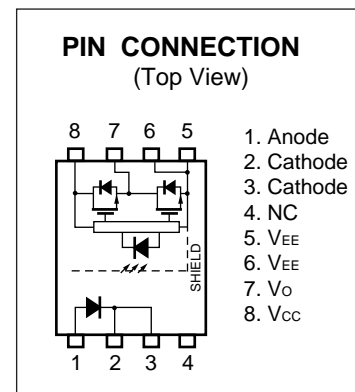 PIN CONNECTION
(Top View)
8 7 6 5
SHIELD
1 2 3 4
1. Anode
2. Cathode
3. Cathode
4. NC
5. VEE
6. VEE
7. VO
8. VCC